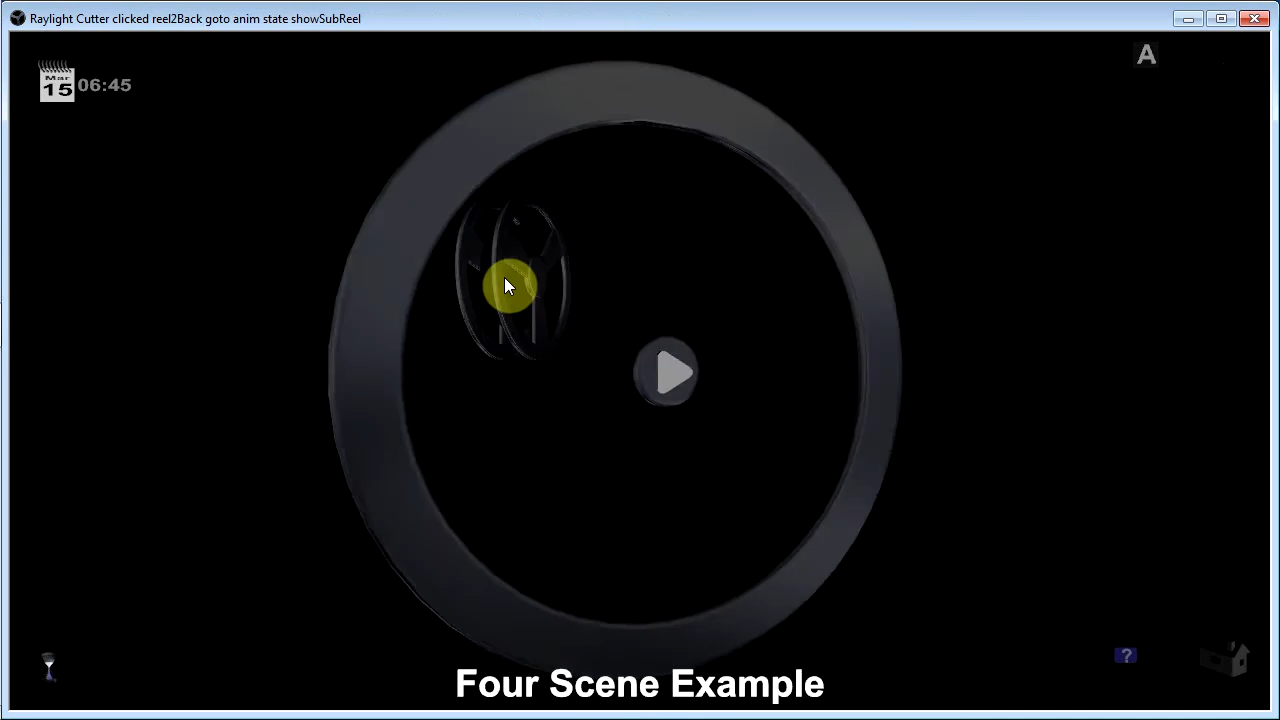 Raylight Cutter clicked reel2Back goto anim state showSubReel
A
Mar
15 06:45
?
Four Scene Example